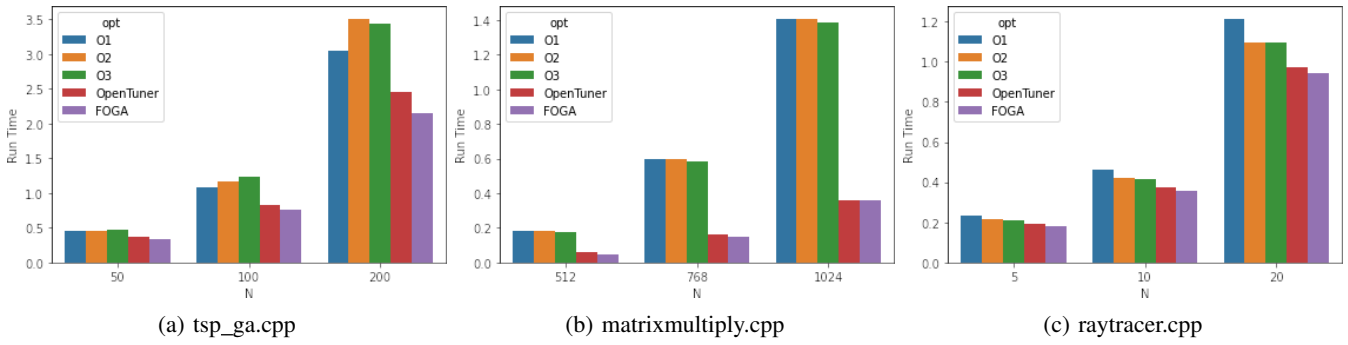 3.5
3.0
2.5
2.0
1.5
1.0
0.5
0.0
Run Time
opt
O1
O2
O3
OpenTuner
FOGA
50 100 200
N
(a) tsp_ga.cpp
1.4
1.2
1.0
0.8
0.6
0.4
0.2
0.0
Run Time
opt
O1
O2
O3
OpenTuner
FOGA
512 768 1024
N
(b) matrixmultiply.cpp
1.2
1.0
0.8
0.6
0.4
0.2
0.0
Run Time
opt
O1
O2
O3
OpenTuner
FOGA
5 10 20
N
(c) raytracer.cpp